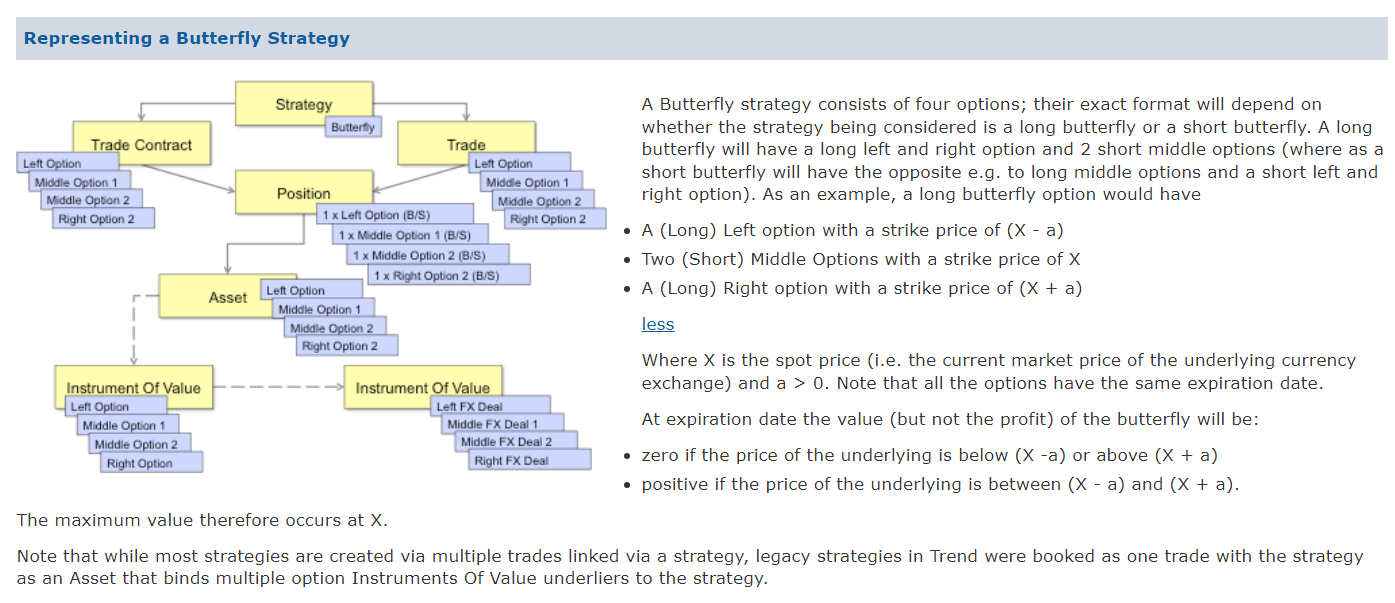 Representing a Butterfly Strategy
Strategy
Butterfly
Trade Contract
Left Option
Middle Option 1
Middle Option 2
Right Option 2
Trade
Left Option
Middle Option 1
Middle Option 2
Right Option 2
Position
1 x Left Option (B/S)
1 x Middle Option 1 (B/S)
1 x Middle Option 2 (B/S)
1 x Right Option 2 (B/S)
Asset
Left Option
Middle Option 1
Middle Option 2
Right Option 2
Instrument Of Value
Left Option
Middle Option 1
Middle Option 2
Right Option
Instrument Of Value
Left FX Deal
Middle FX Deal 1
Middle FX Deal 2
Right FX Deal
A Butterfly strategy consists of four options; their exact format will depend on
whether the strategy being considered is a long butterfly or a short butterfly. A long
butterfly will have a long left and right option and 2 short middle options (where as a
short butterfly will have the opposite e.g. to long middle options and a short left and
right option). As an example, a long butterfly option would have
• A (Long) Left option with a strike price of (X - a)
• Two (Short) Middle Options with a strike price of X
• A (Long) Right option with a strike price of (X + a)
less
Where X is the spot price (i.e. the current market price of the underlying currency
exchange) and a > 0. Note that all the options have the same expiration date.
At expiration date the value (but not the profit) of the butterfly will be:
• zero if the price of the underlying is below (X -a) or above (X + a)
• positive if the price of the underlying is between (X - a) and (X + a).
The maximum value therefore occurs at X.
Note that while most strategies are created via multiple trades linked via a strategy, legacy strategies in Trend were booked as one trade with the strategy
as an Asset that binds multiple option Instruments Of Value underliers to the strategy.